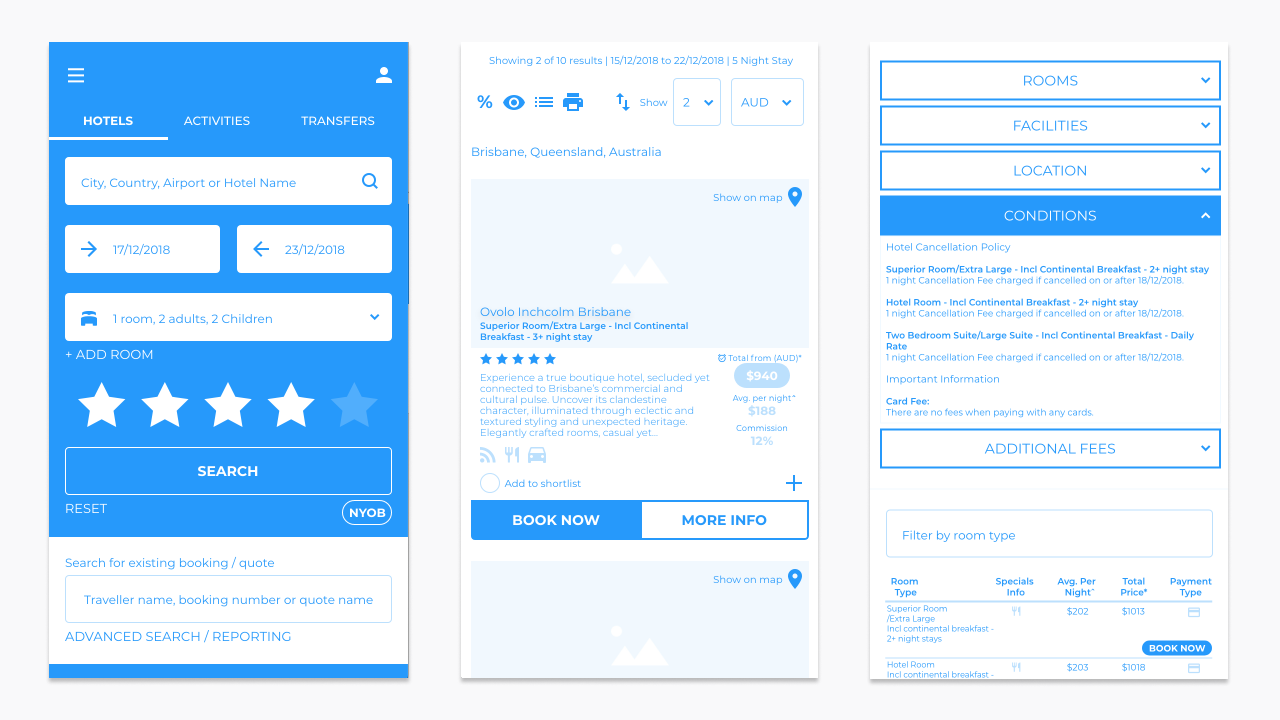 HOTELS ACTIVITIES TRANSFERS
City, Country, Airport or Hotel Name
17/12/2018 23/12/2018
1 room, 2 adults, 2 Children
+ ADD ROOM
SEARCH
RESET
NYOB
Search for existing booking / quote
Traveller name, booking number or quote name
ADVANCED SEARCH / REPORTING
Showing 2 of 10 results | 15/12/2018 to 22/12/2018 | 5 Night Stay
% Show 2 AUD
Brisbane, Queensland, Australia
Show on map
Ovolo Inchcolm Brisbane
Superior Room/Extra Large - Incl Continental
Breakfast - 3+ night stay
Total from (AUD)*
$940
Avg. per night^
$188
Commission
12%
Experience a true boutique hotel, secluded yet
connected to Brisbane's commercial and
cultural pulse. Uncover its clandestine
character, illuminated through eclectic and
textured styling and unexpected heritage.
Elegantly crafted rooms, casual yet...
Add to shortlist
BOOK NOW MORE INFO
Show on map
ROOMS
FACILITIES
LOCATION
CONDITIONS
Hotel Cancellation Policy
Superior Room/Extra Large - Incl Continental Breakfast - 2+ night stay
1 night Cancellation Fee charged if cancelled on or after 18/12/2018.
Hotel Room - Incl Continental Breakfast - 2+ night stay
1 night Cancellation Fee charged if cancelled on or after 18/12/2018.
Two Bedroom Suite/Large Suite - Incl Continental Breakfast - Daily
Rate
1 night Cancellation Fee charged if cancelled on or after 18/12/2018.
Important Information
Card Fee:
There are no fees when paying with any cards.
ADDITIONAL FEES
Filter by room type
Room Specials Avg. Per Total Payment
Type Info Night^ Price* Type
Superior Room $202 $1013
/Extra Large
Incl continental breakfast -
2+ night stays
BOOK NOW
Hotel Room $203 $1018
Incl continental breakfast -